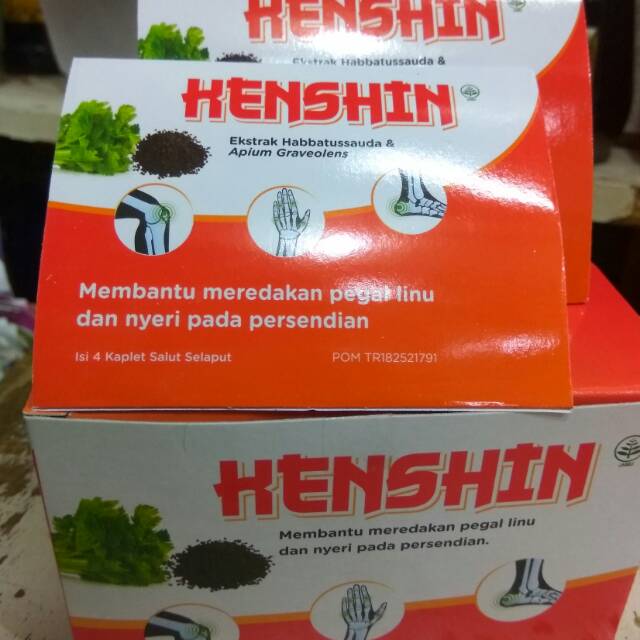 KENSHIN
Ekstrak Habbatussauda &
KENSHIN
Ekstrak Habbatussauda &
Apium Graveolens
Membantu meredakan pegal linu
dan nyeri pada persendian
Isi 4 Kaplet Salut Selaput
POM TR182521791
KENSHIN
Membantu meredakan pegal linu
dan nyeri pada persendian.